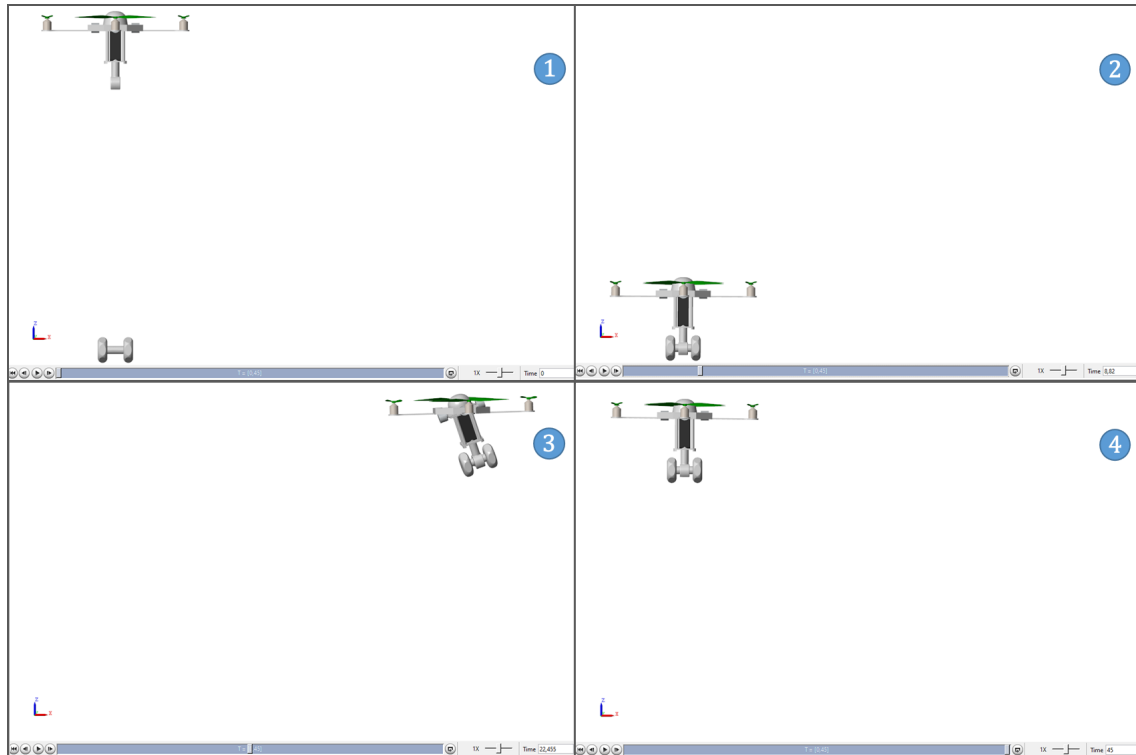 1
2
Z
X
Z
X
T = [0,45]
1X
Time 0
T = [0,45]
1X
Time 8,82
3
4
Z
X
Z
X
1X
Time 22,455
T = [0,45]
1X
Time 45